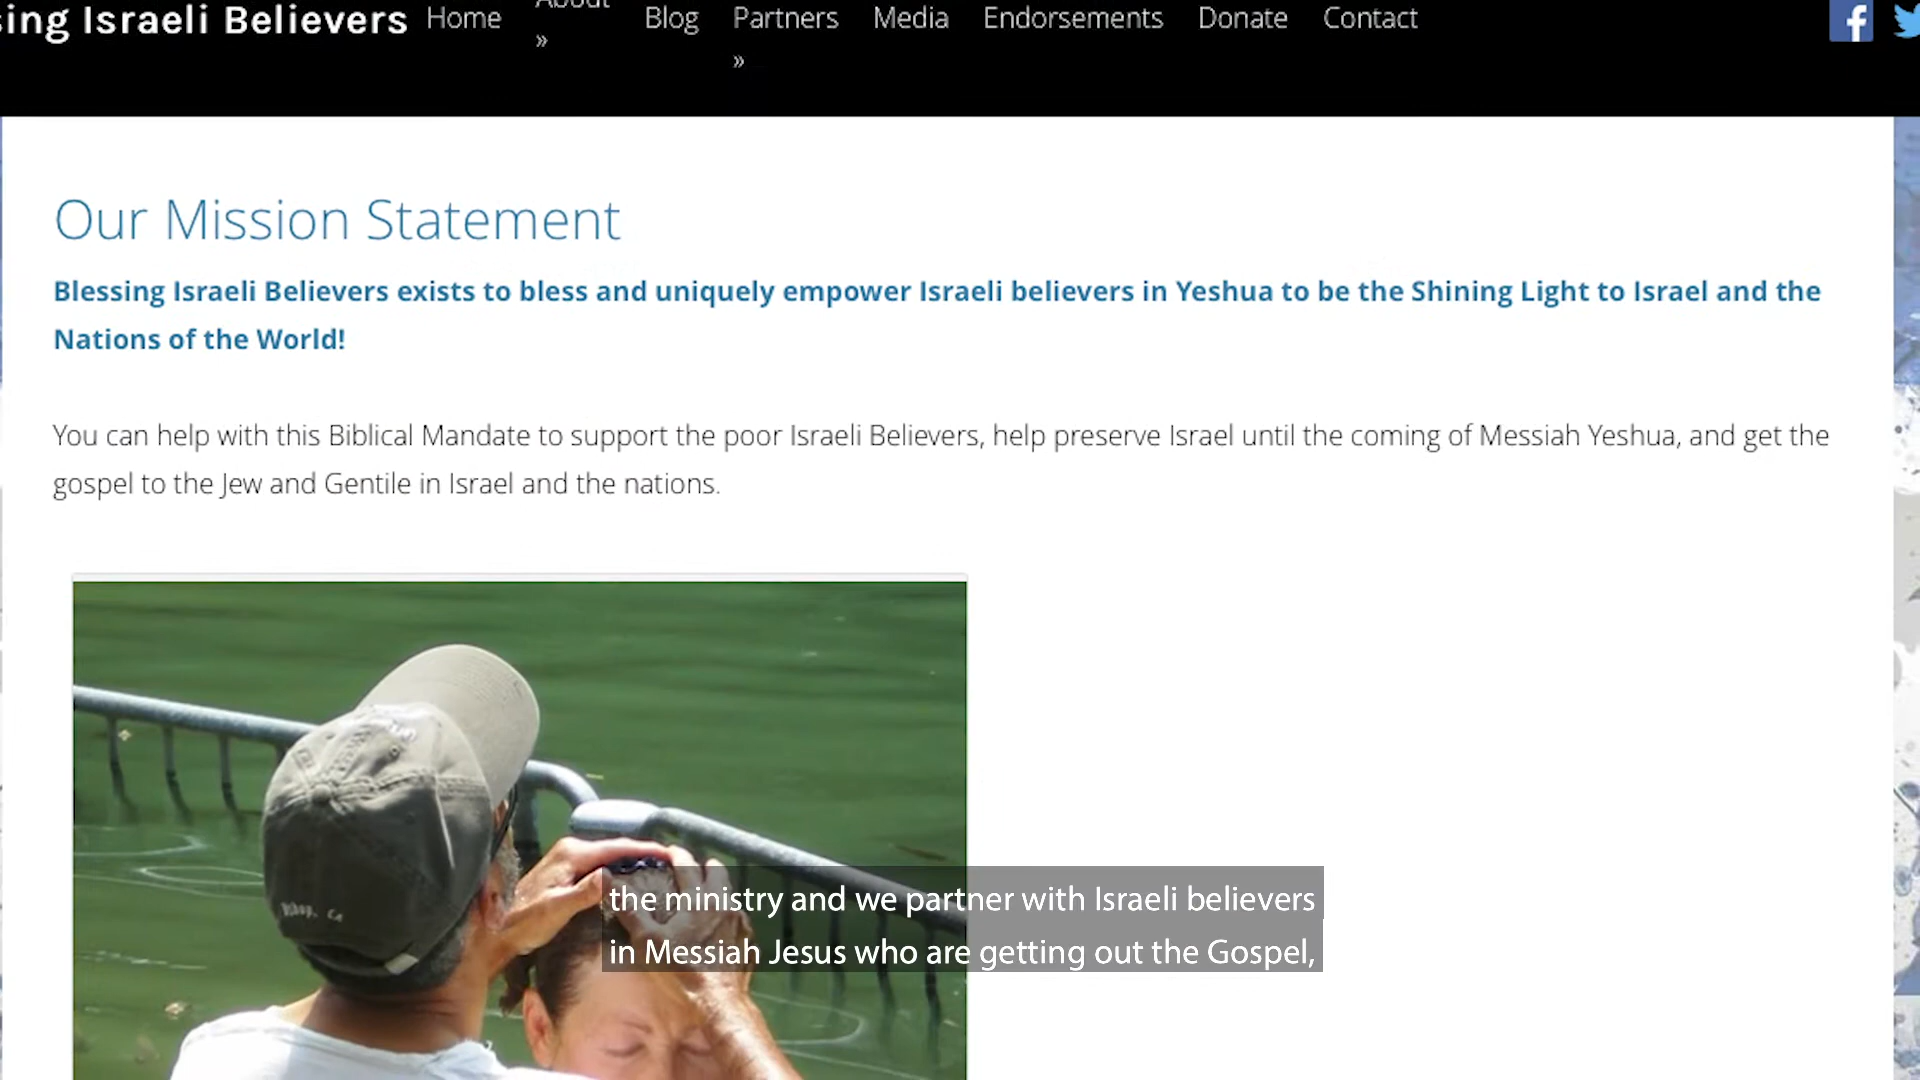 sing Israeli Believers
Home
About
»
Blog
Partners
»
Media
Endorsements
Donate
Contact
Our Mission Statement
Blessing Israeli Believers exists to bless and uniquely empower Israeli believers in Yeshua to be the Shining Light to Israel and the
Nations of the World!
You can help with this Biblical Mandate to support the poor Israeli Believers, help preserve Israel until the coming of Messiah Yeshua, and get the
gospel to the Jew and Gentile in Israel and the nations.
Bishop, CA
the ministry and we partner with Israeli believers
in Messiah Jesus who are getting out the Gospel,